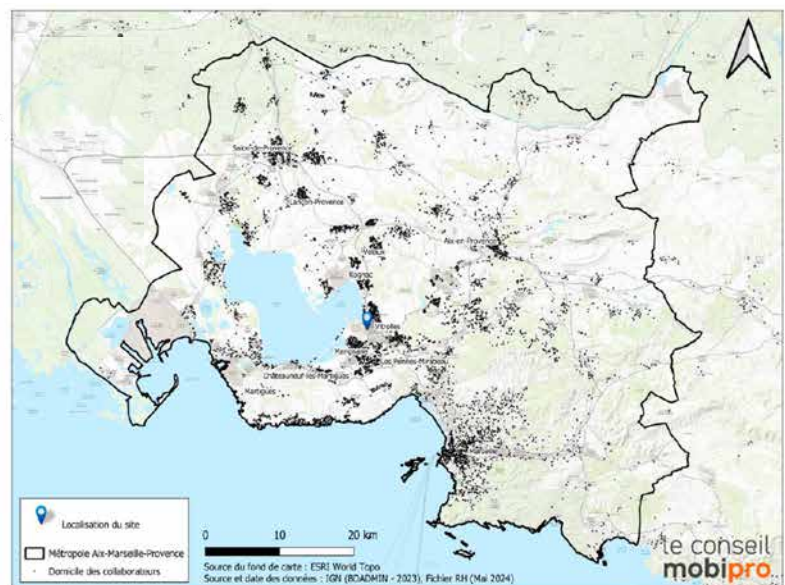 Salon-de-Provence
Lançon-Provence
Aix-en-Provence
Velaux
Rognac
Vitrolles
Marignane
Les Pennes-Mirabeau
Châteauneuf-les-Martigues
Martigues
Localisation du site
Métropole Aix-Marseille-Provence
Domicile des collaborateurs
0 10 20 km
Source du fond de carte : ESRI World Topo
Source et date des données : IGN (BDADMIN - 2023), Fichier RH (Mai 2024)
le conseil
mobipro.